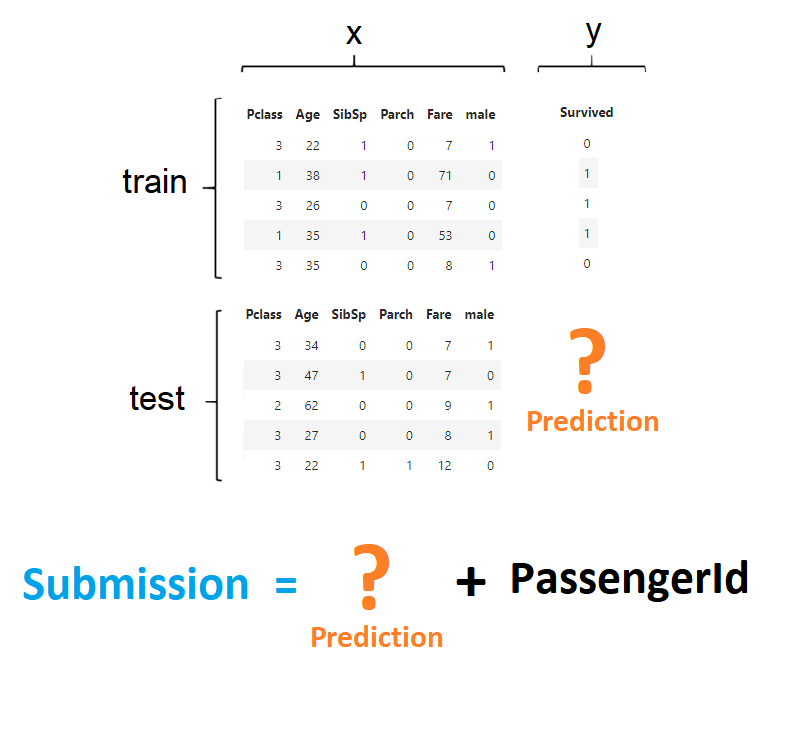 x y
Pclass Age SibSp Parch Fare male Survived
3 22 1 0 7 1 0
1 38 1 0 71 0 1
train
3 26 0 0 7 0 1
1 35 1 0 53 0 1
3 35 0 0 8 1 0
Pclass Age SibSp Parch Fare male
3 34 0 0 7 1
3 47 1 0 7 0
?
test
2 62 0 0 9 1
Prediction
3 27 0 0 8 1
3 22 1 1 12 0
Submission = ? + PassengerId
Prediction